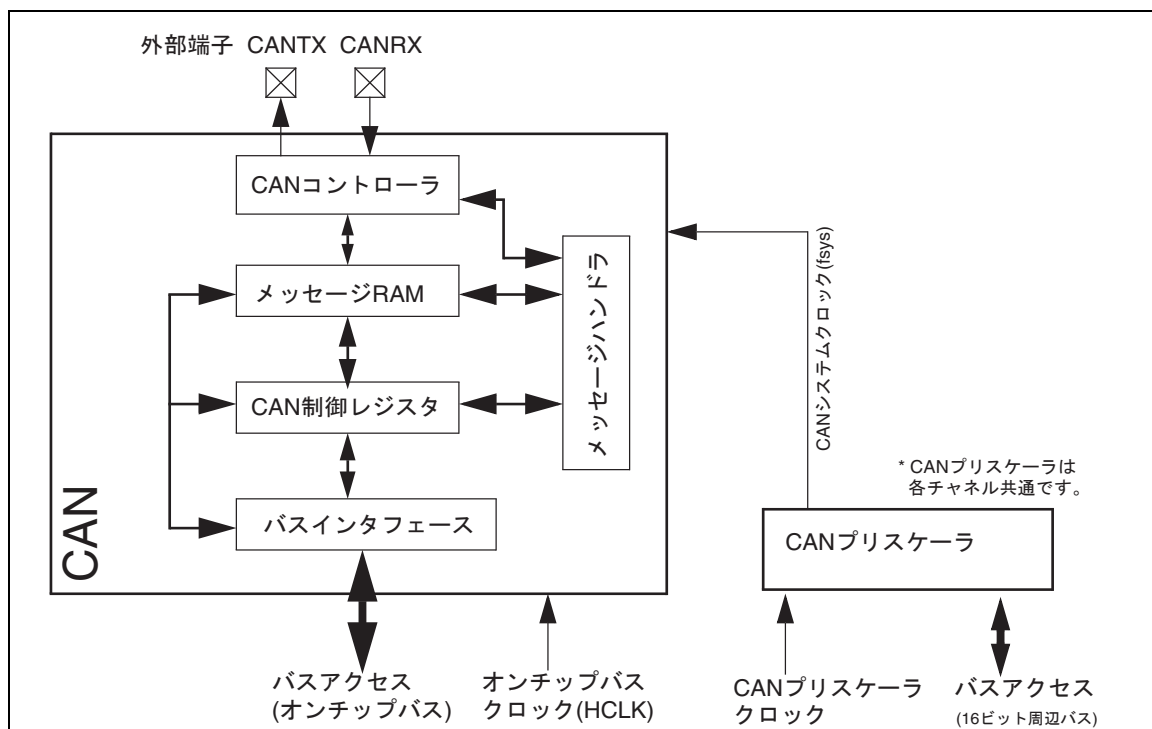 外部端子 CANTX CANRX
CANコントローラ
メッセージRAM
メッセージハンドラ
CAN制御レジスタ
バスインタフェース
CAN
CANシステムクロック(fsys)
* CANプリスケーラは
各チャネル共通です。
CANプリスケーラ
バスアクセス
(オンチップバス)
オンチップバス
クロック(HCLK)
CANプリスケーラ
クロック
バスアクセス
(16ビット周辺バス)